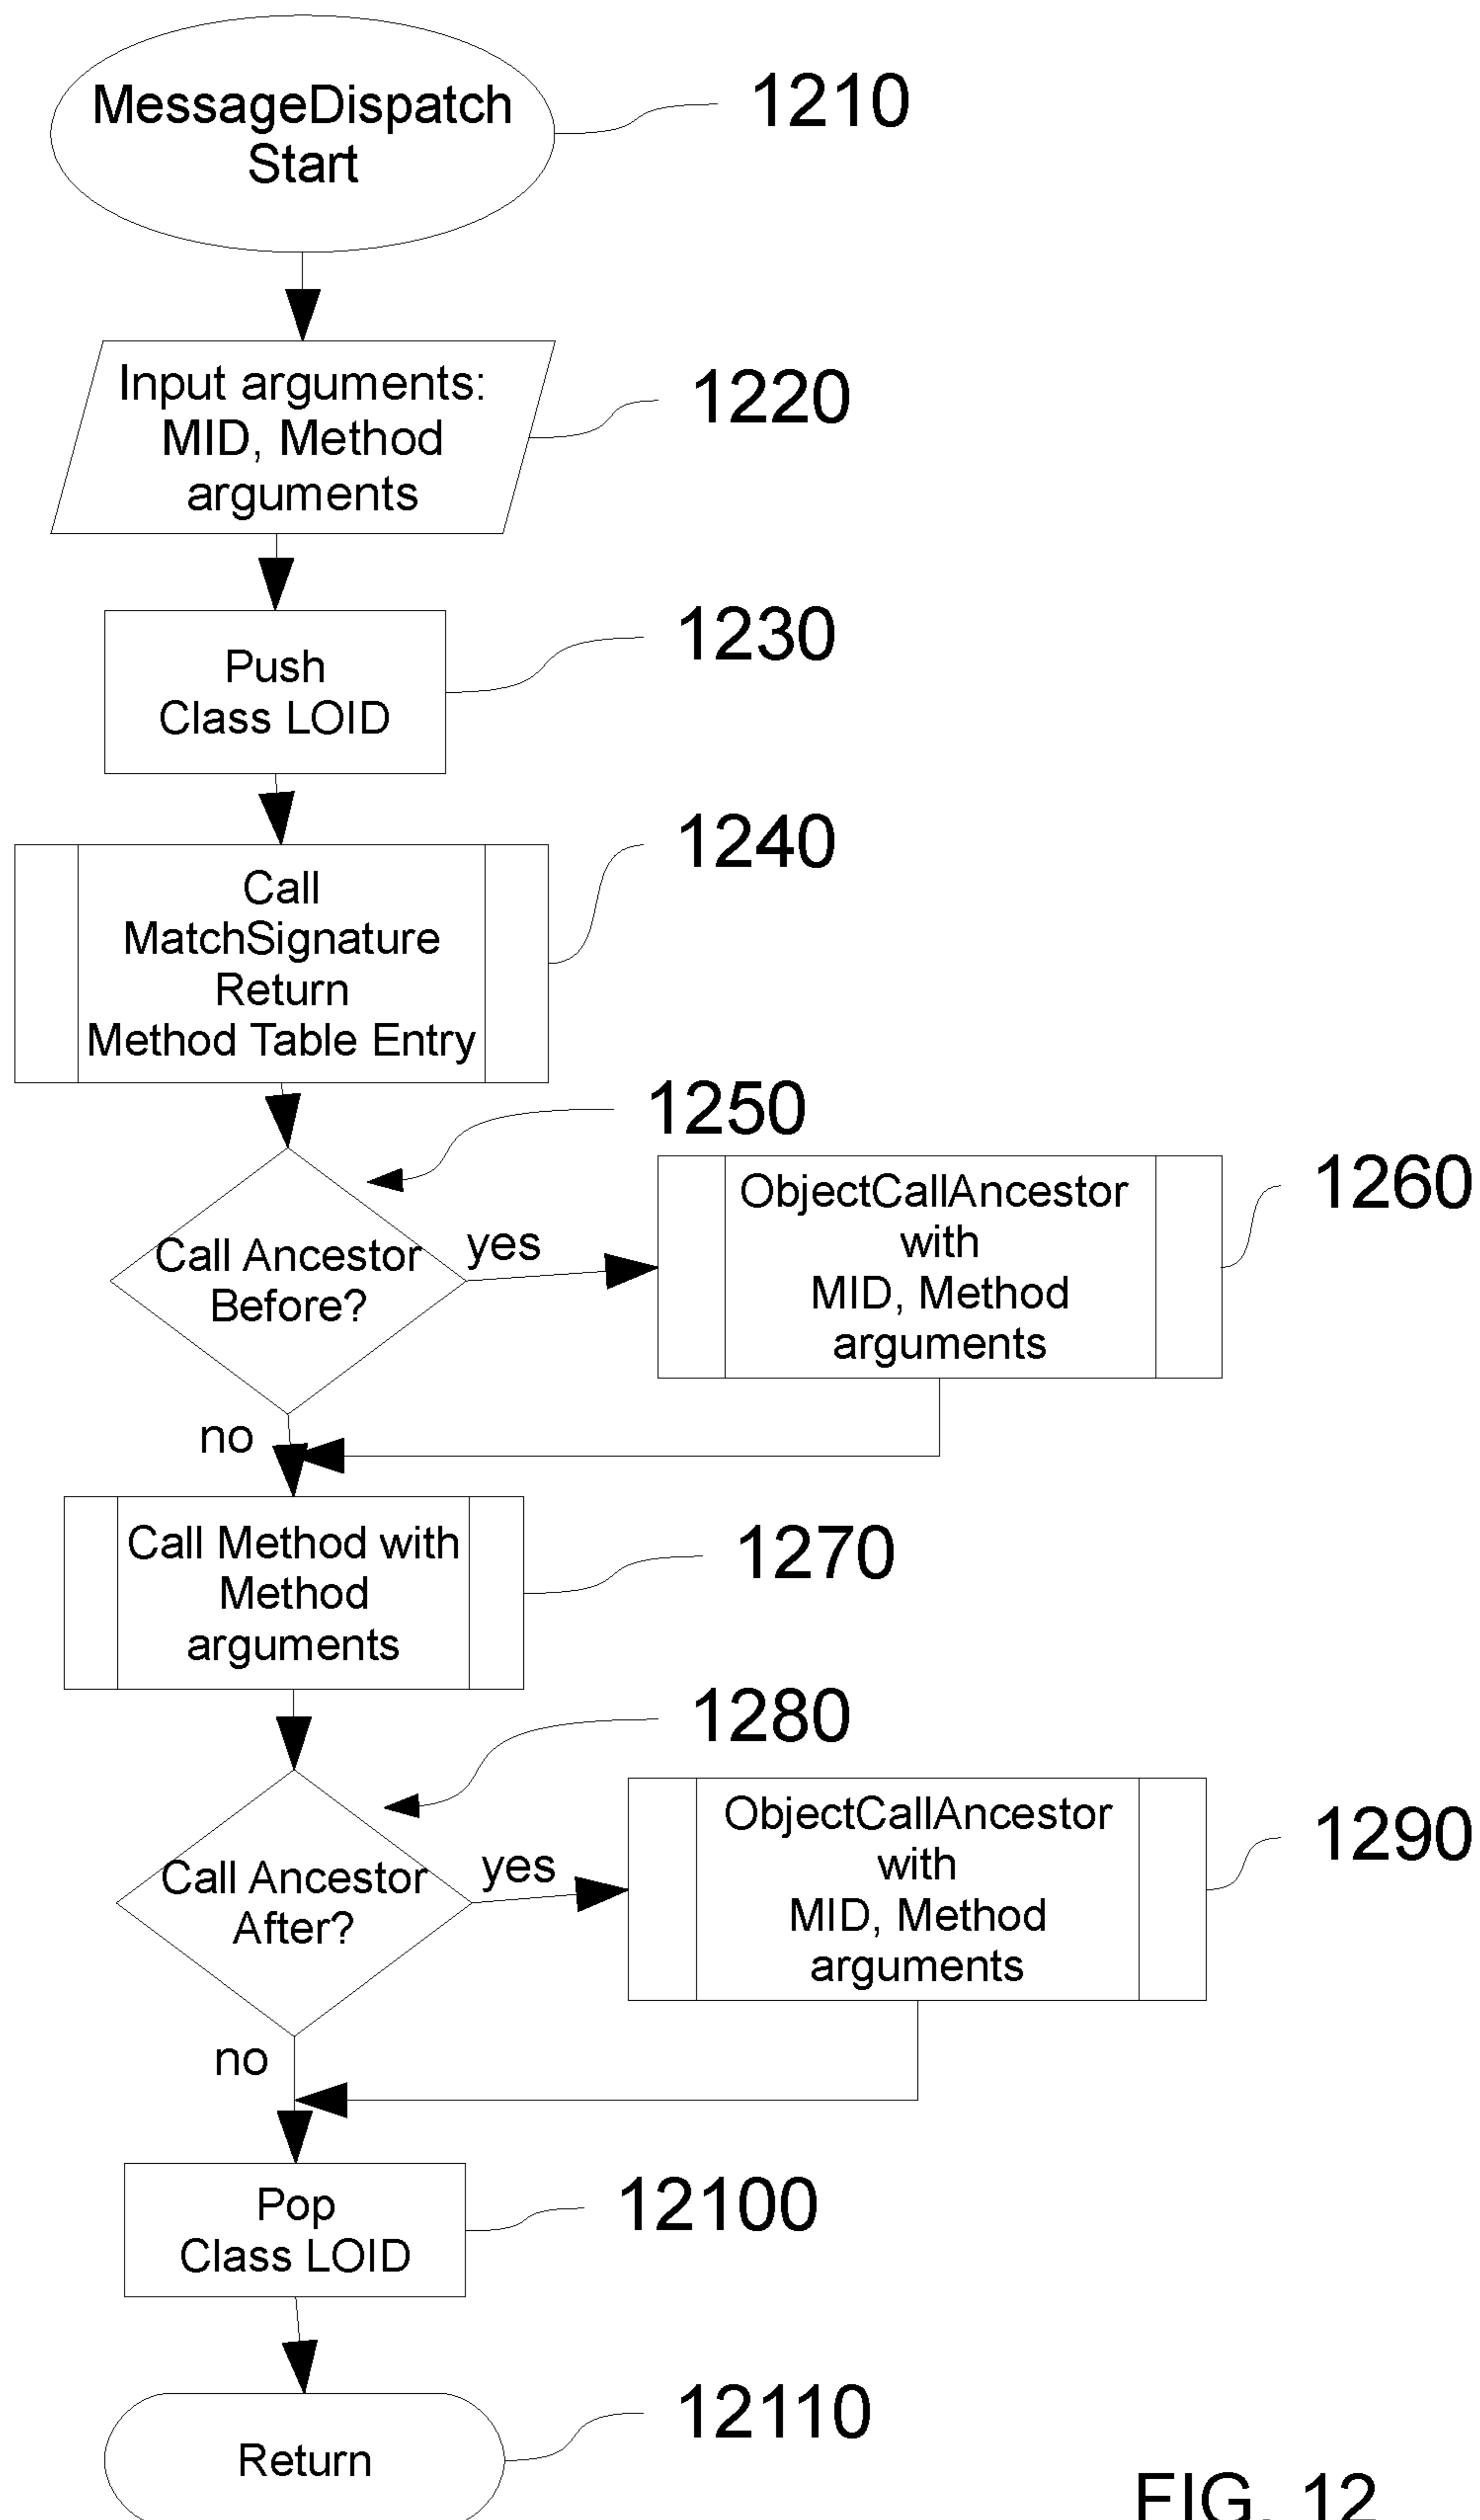 MessageDispatch
Start
1210
Input arguments:
MID, Method
arguments
1220
Push
Class LOID
1230
Call
MatchSignature
Return
Method Table Entry
1240
1250
Call Ancestor
Before?
yes
no
ObjectCallAncestor
with
MID, Method
arguments
1260
Call Method with
Method
arguments
1270
1280
Call Ancestor
After?
yes
no
ObjectCallAncestor
with
MID, Method
arguments
1290
Pop
Class LOID
12100
Return
12110
FIG. 12